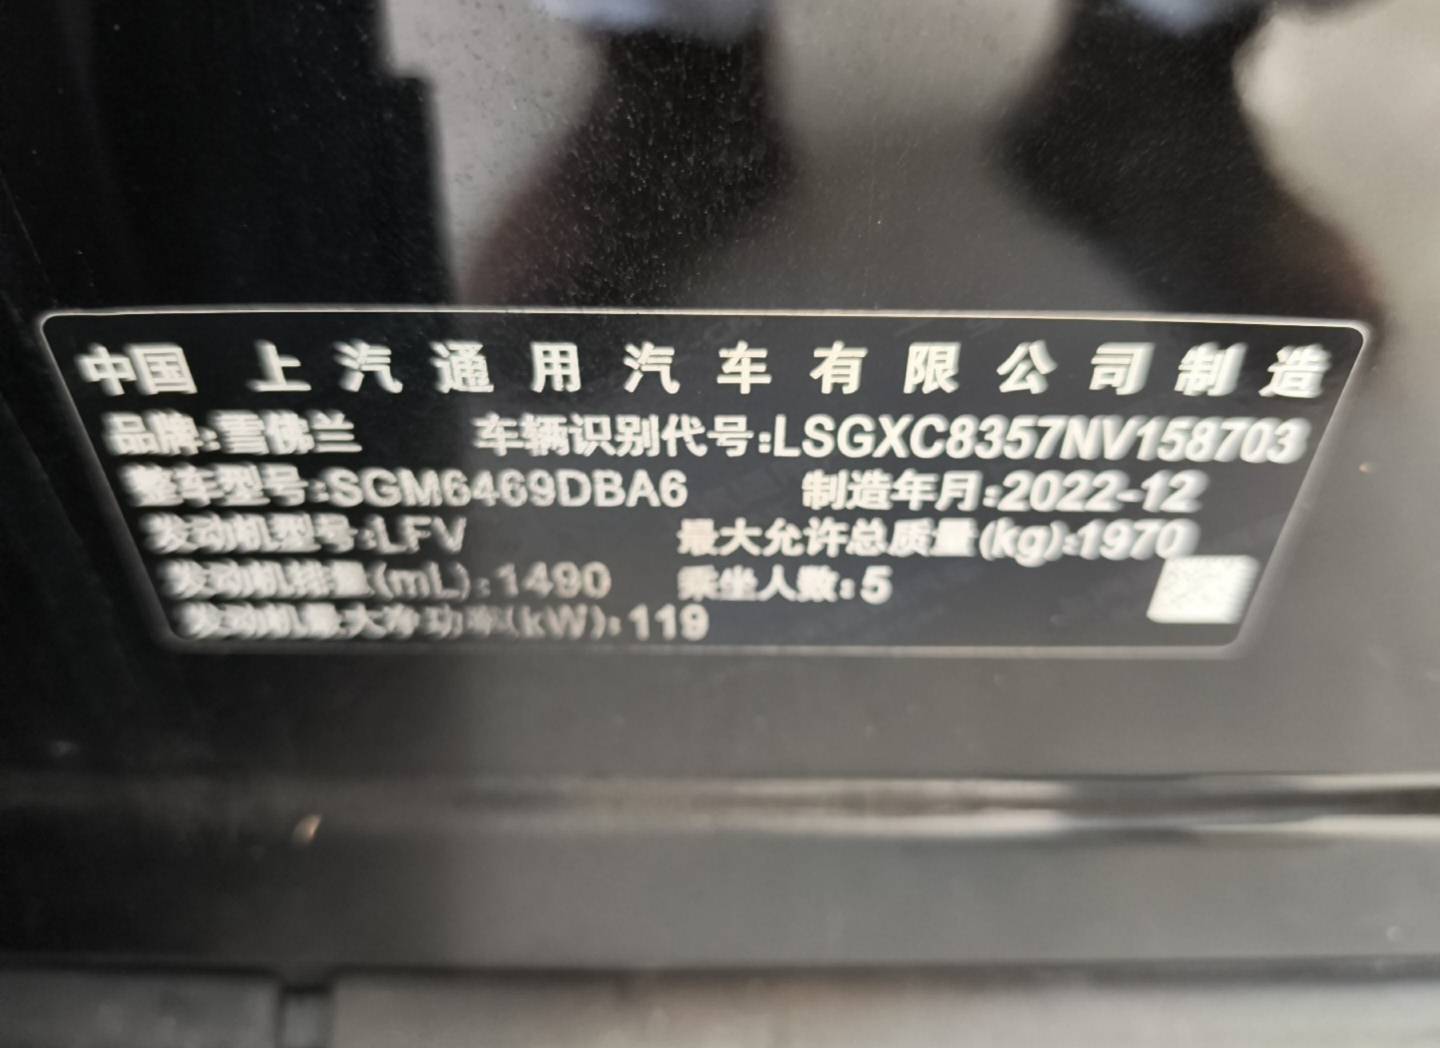 中国 上汽通用汽车有限公司制造
品牌:雪佛兰 车辆识别代号:LSGXC8357NV158703
整车型号:SGM6469DBA6 制造年月:2022-12
发动机型号:LFV 最大允许总质量(kg):1970
发动机排量(mL):1490 乘坐人数:5
发动机最大净功率(kW):119